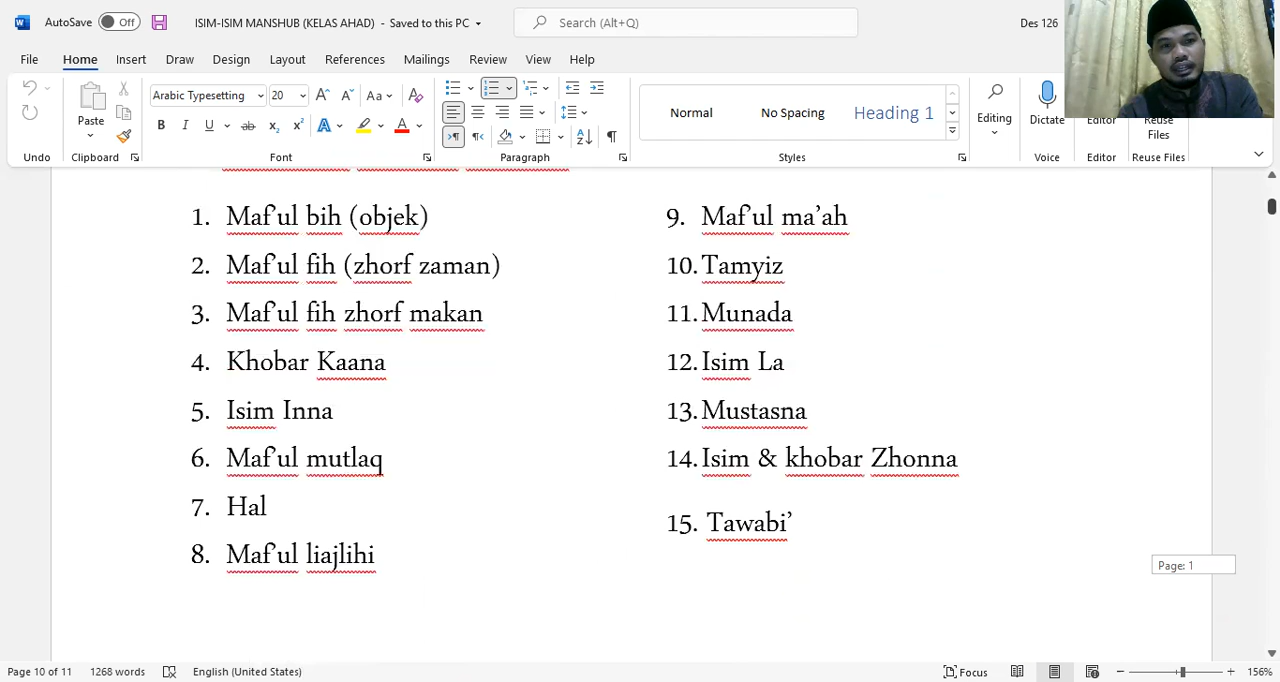 AutoSave Off ISIM-ISIM MANSHUB (KELAS AHAD) - Saved to this PC Search (Alt+Q) Des 126
File Home Insert Draw Design Layout References Mailings Review View Help
Paste Arabic Typesetting 20 Normal No Spacing Heading 1 Editing Dictate Editor Reuse Files
Undo Clipboard Font Paragraph Styles Voice Editor Reuse Files
1. Maf'ul bih (objek)
2. Maf'ul fih (zhorf zaman)
3. Maf'ul fih zhorf makan
4. Khobar Kaana
5. Isim Inna
6. Maf'ul mutlaq
7. Hal
8. Maf'ul liajlihi
9. Maf'ul ma’ah
10. Tamyiz
11. Munada
12. Isim La
13. Mustasna
14. Isim & khobar Zhonna
15. Tawabi’
Page: 1
Page 10 of 11 1268 words English (United States) Focus 156%